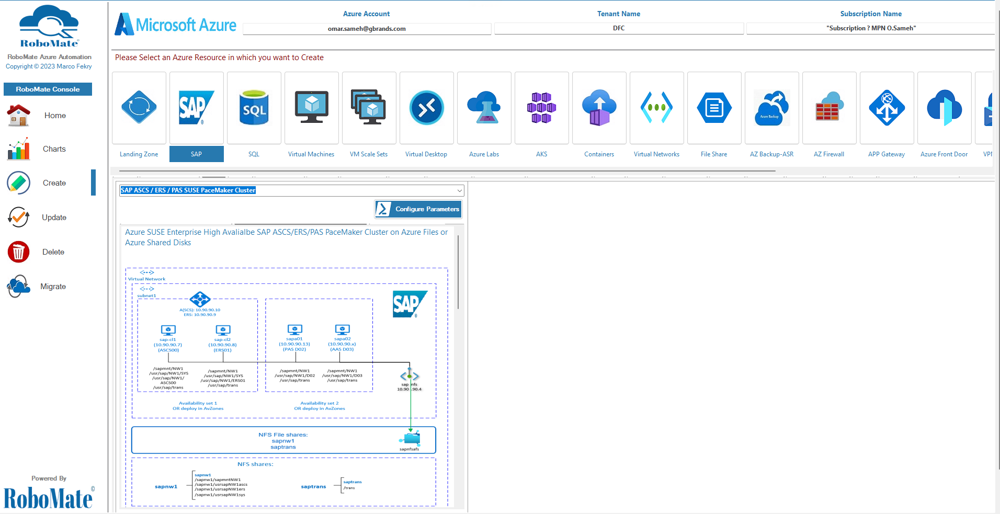 RoboMate
RoboMate Azure Automation
Copyright © 2023 Marco Fekry
RoboMate Console
Home
Charts
Create
Update
Delete
Migrate
Powered By
RoboMate©
Microsoft Azure
Azure Account
omar.sameh@gbrands.com
Tenant Name
DFC
Subscription Name
"Subscription ? MPN O.Sameh"
Please Select an Azure Resource in which you want to Create
SAP®
SQL
Azure Backup
Landing Zone
SAP
SQL
Virtual Machines
VM Scale Sets
Virtual Desktop
Azure Labs
AKS
Containers
Virtual Networks
File Share
AZ Backup-ASR
AZ Firewall
APP Gateway
Azure Front Door
VPN
SAP ASCS / ERS / PAS SUSE PaceMaker Cluster
Configure Parameters
Azure SUSE Enterprise High Avalialbe SAP ASCS/ERS/PAS PaceMaker Cluster on Azure Files or
Azure Shared Disks
Virtual Network
subnet1
A(SCS): 10.90.90.10
ERS: 10.90.90.9
SAP®
sap-cl1
(10.90.90.7)
(ASCS00)
sap-cl2
(10.90.90.8)
(ERS01)
sapa01
(10.90.90.13)
(PAS D02)
sapa02
(10.90.90.x)
(AAS D03)
/sapmnt/NW1
/usr/sap/NW1/SYS
/usr/sap/NW1/
ASCS00
/usr/sap/trans
/sapmnt/NW1
/usr/sap/NW1/SYS
/usr/sap/NW1/ERS01
/usr/sap/trans
/sapmnt/NW1
/usr/sap/NW1/D02
/usr/sap/trans
/sapmnt/NW1
/usr/sap/NW1/D03
/usr/sap/trans
sap nfs
10.90 .90.4
Availability set 1
OR deploy in AvZones
Availability set 2
OR deploy in AvZones
NFS File shares:
sapnw1
saptrans
sapnfsafs
NFS shares:
sapnw1
sapnw1
/sapnw1/sapmntNW1
/sapnw1/usrsapNW1ascs
/sapnw1/usrsapNW1ers
/sapnw1/usrsapNW1sys
saptrans
saptrans
/trans